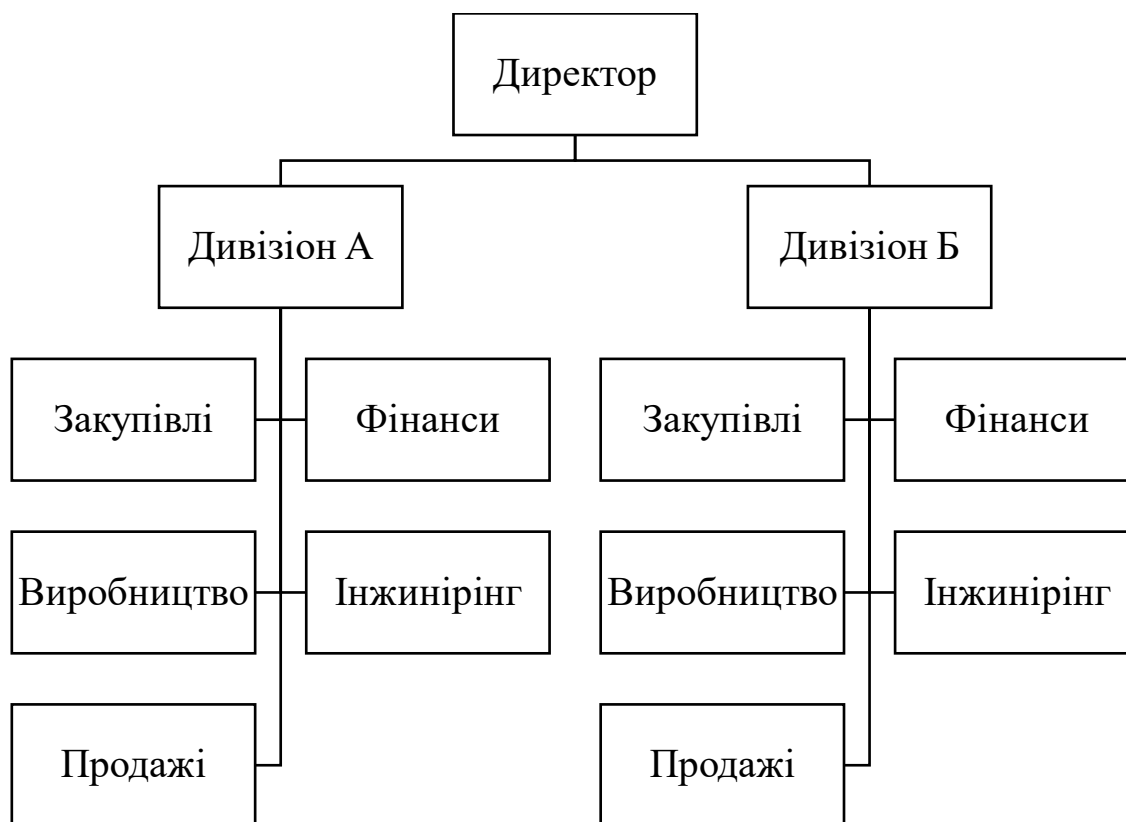 Директор
Дивізіон А
Дивізіон Б
Закупівлі
Фінанси
Закупівлі
Фінанси
Виробництво
Інжинірінг
Виробництво
Інжинірінг
Продажі
Продажі